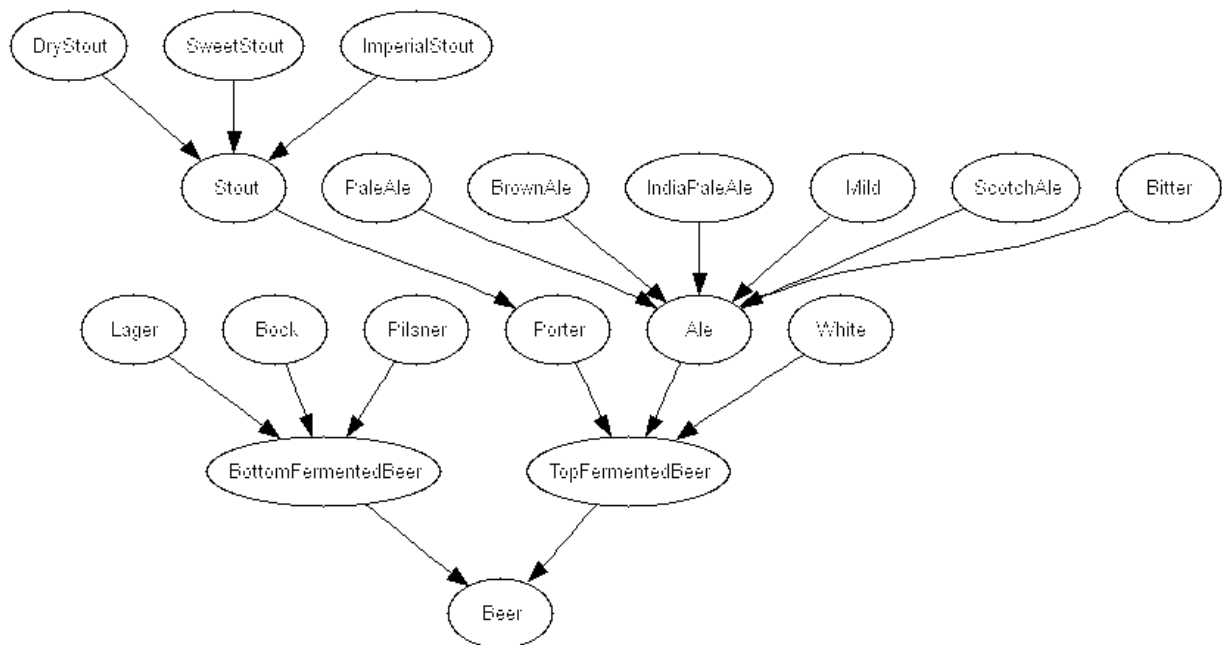 DryStout SweetStout ImperialStout
Stout PaleAle BrownAle IndiaPaleAle Mild ScotchAle Bitter
Lager Bock Pilsner Porter Ale White
BottomFermentedBeer TopFermentedBeer
Beer